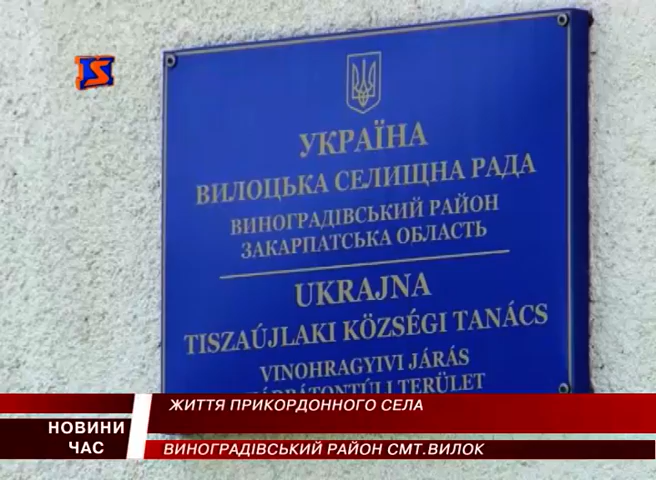 УКРАЇНА
ВИЛОЦЬКА СЕЛИЩНА РАДА
ВИНОГРАДІВСЬКИЙ РАЙОН
ЗАКАРПАТСЬКА ОБЛАСТЬ
UKRAJNA
TISZAÚJLAKI KÖZSÉGI TANÁCS
VINOHRAGYIVI JÁRÁS
TERÜLET
ЖИТТЯ ПРИКОРДОННОГО СЕЛА
НОВИНИ
ЧАС
ВИНОГРАДІВСЬКИЙ РАЙОН СМТ.ВИЛОК